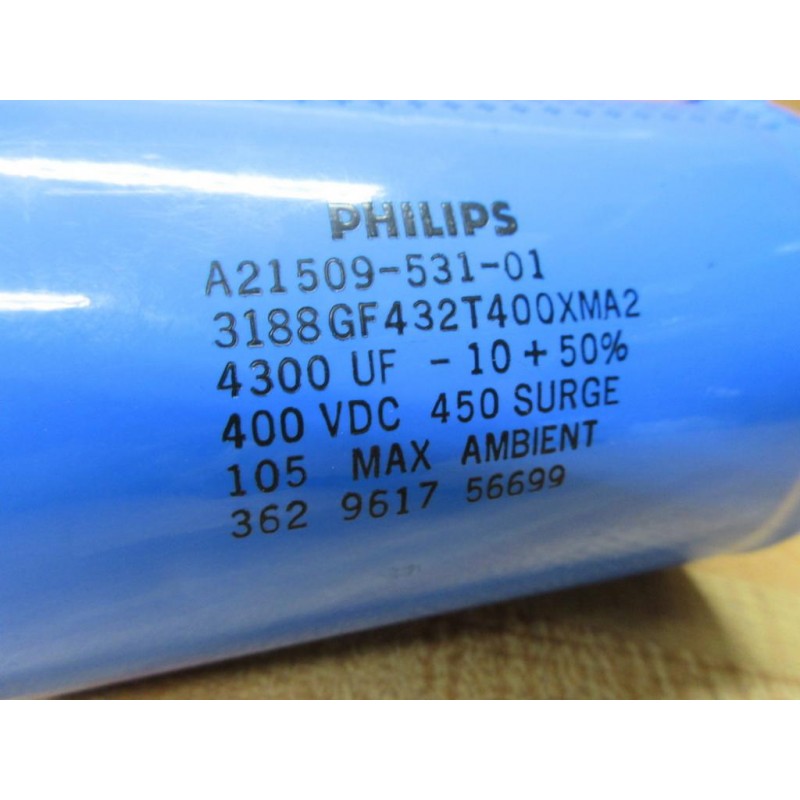 PHILIPS
A21509-531-01
3188GF432T400XMA2
4300 UF -10 +50%
400 VDC 450 SURGE
105 MAX AMBIENT
362 9617 56699